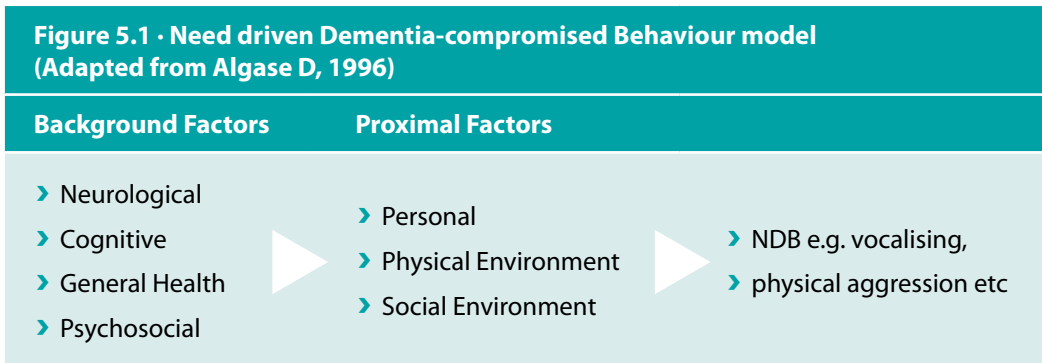 Figure 5.1 · Need driven Dementia-compromised Behaviour model
(Adapted from Algase D, 1996)
Background Factors
Proximal Factors
› Neurological
› Cognitive
› General Health
› Psychosocial
› Personal
› Physical Environment
› Social Environment
› NDB e.g. vocalising,
› physical aggression etc